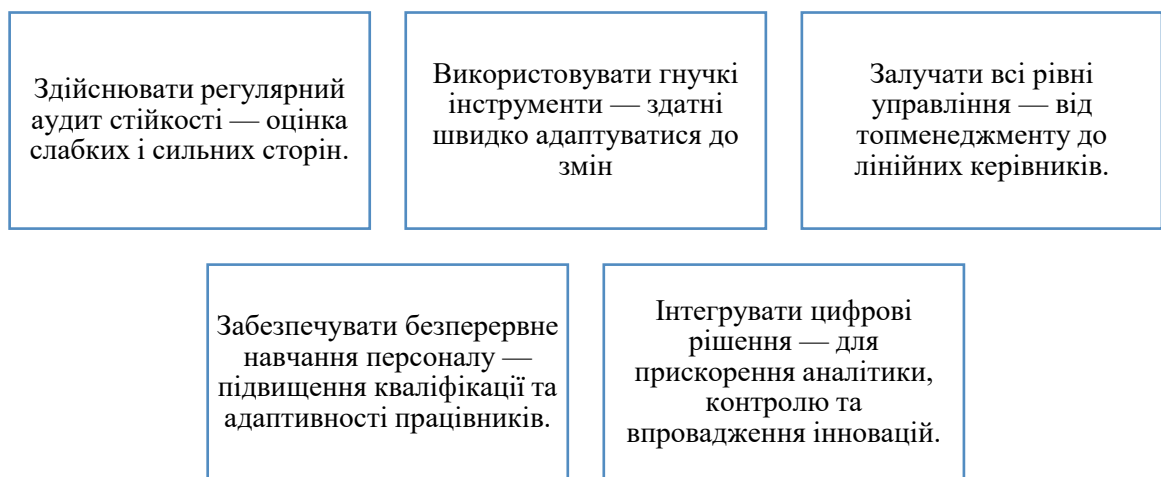 Здійснювати регулярний
аудит стійкості — оцінка
слабких і сильних сторін.
Використовувати гнучкі
інструменти — здатні
швидко адаптуватися до
змін
Залучати всі рівні
управління — від
топменеджменту до
лінійних керівників.
Забезпечувати безперервне
навчання персоналу —
підвищення кваліфікації та
адаптивності працівників.
Інтегрувати цифрові
рішення — для
прискорення аналітики,
контролю та
впровадження інновацій.